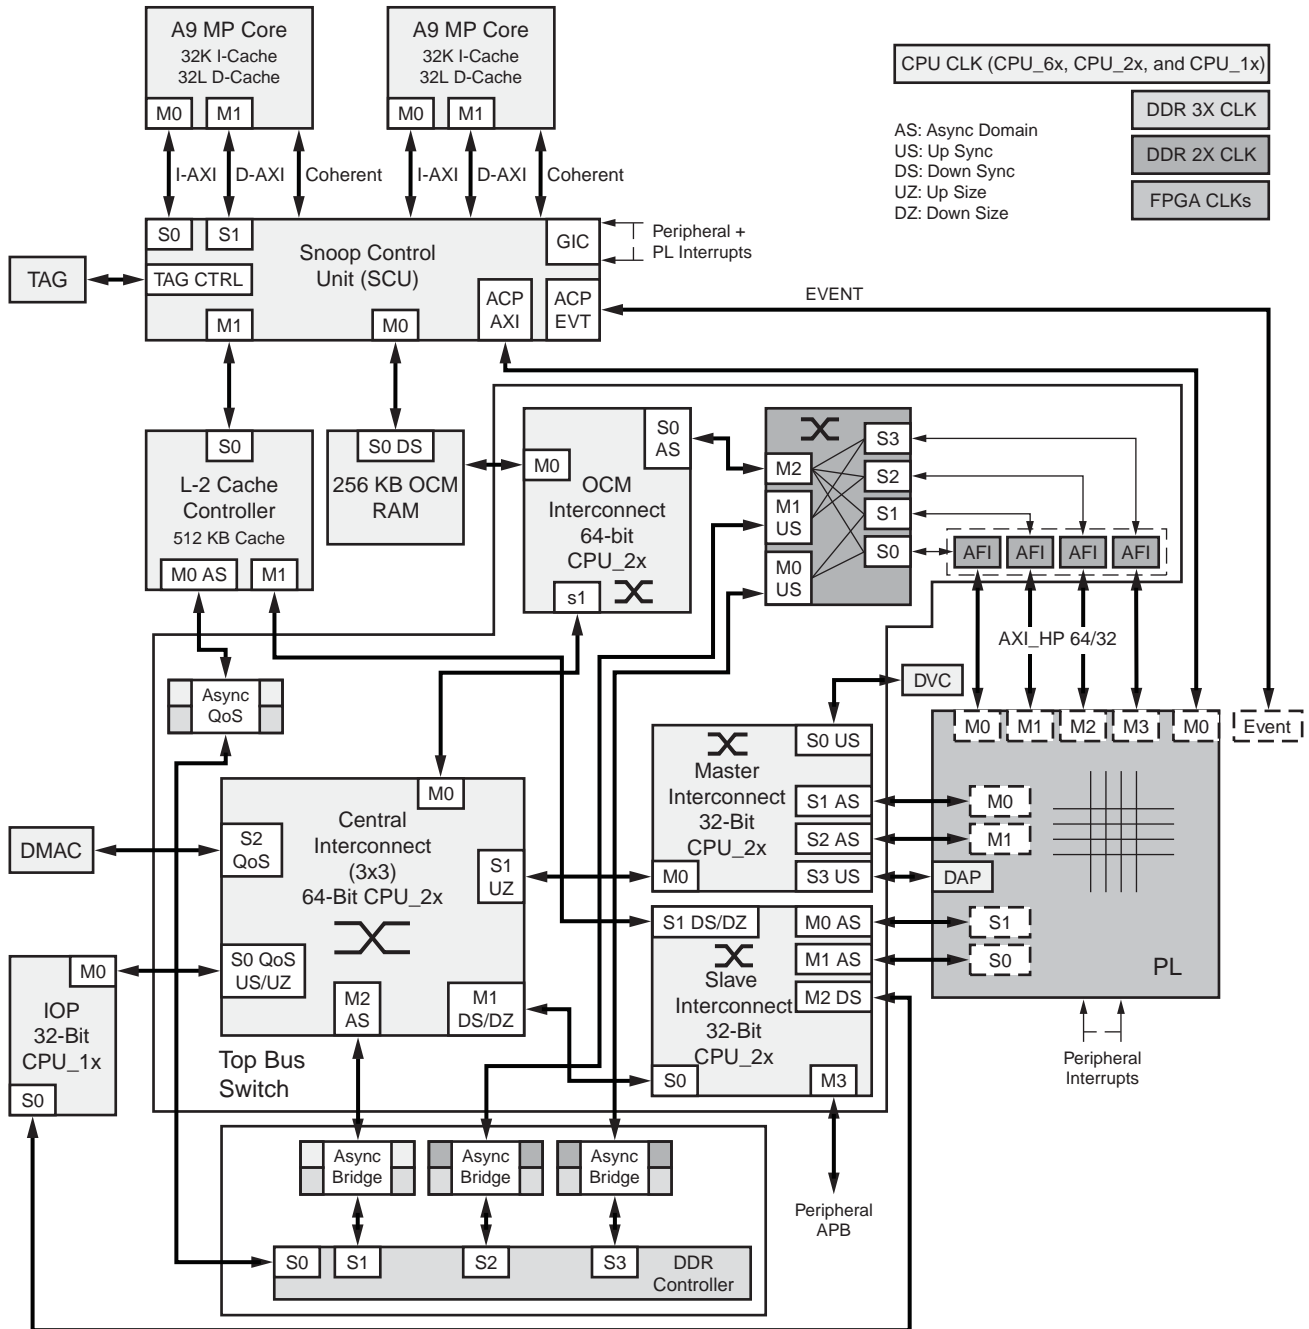 A9 MP Core
32K I-Cache
32L D-Cache
M0
M1
A9 MP Core
32K I-Cache
32L D-Cache
M0
M1
CPU CLK (CPU_6x, CPU_2x, and CPU_1x)
DDR 3X CLK
DDR 2X CLK
FPGA CLKs
AS: Async Domain
US: Up Sync
DS: Down Sync
UZ: Up Size
DZ: Down Size
I-AXI
D-AXI
Coherent
I-AXI
D-AXI
Coherent
S0
S1
Snoop Control
Unit (SCU)
GIC
Peripheral +
PL Interrupts
TAG
TAG CTRL
M1
M0
ACP
AXI
ACP
EVT
EVENT
S0
L-2 Cache
Controller
512 KB Cache
M0 AS
M1
S0 DS
256 KB OCM
RAM
M0
S0
AS
OCM
Interconnect
64-bit
CPU_2x
s1
M2
M1
US
M0
US
S3
S2
S1
S0
AFI
AFI
AFI
AFI
AXI_HP 64/32
Async
QoS
DVC
M0
M1
M2
M3
M0
Event
M0
Central
Interconnect
(3x3)
64-Bit CPU_2x
S2
QoS
S1
UZ
S0 QoS
US/UZ
M2
AS
M1
DS/DZ
DMAC
S0 US
Master
Interconnect
32-Bit
CPU_2x
S1 AS
S2 AS
M0
S3 US
M0
M1
DAP
S1
S0
PL
S1 DS/DZ
M0 AS
M1 AS
M2 DS
Slave
Interconnect
32-Bit
CPU_2x
S0
M3
M0
IOP
32-Bit
CPU_1x
S0
Top Bus
Switch
Peripheral
Interrupts
Async
Bridge
Async
Bridge
Async
Bridge
Peripheral
APB
S0
S1
S2
S3
DDR
Controller